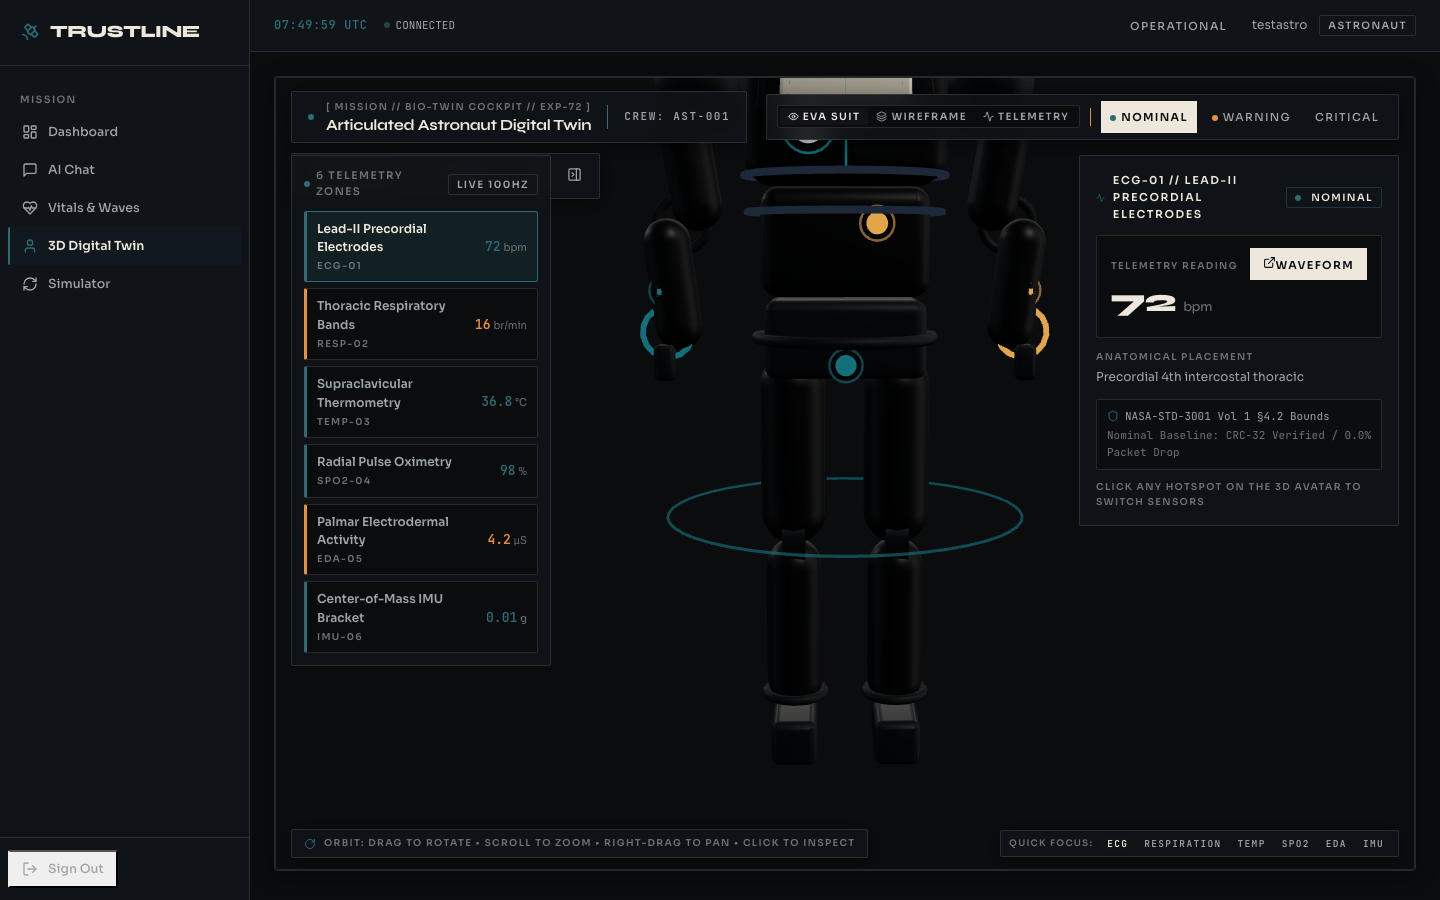 TRUSTLINE
07:49:59 UTC
CONNECTED
OPERATIONAL
testastro
ASTRONAUT
MISSION
Dashboard
AI Chat
Vitals & Waves
3D Digital Twin
Simulator
Sign Out
[ MISSION // BIO-TWIN COCKPIT // EXP-72 ]
Articulated Astronaut Digital Twin
CREW: AST-001
EVA SUIT
WIREFRAME
TELEMETRY
NOMINAL
WARNING
CRITICAL
6 TELEMETRY
ZONES
LIVE 100HZ
Lead-II Precordial
Electrodes
72 bpm
ECG-01
Thoracic Respiratory
Bands
16 br/min
RESP-02
Supraclavicular
Thermometry
36.8 °C
TEMP-03
Radial Pulse Oximetry
98 %
SPO2-04
Palmar Electrodermal
Activity
4.2 µS
EDA-05
Center-of-Mass IMU
Bracket
0.01 g
IMU-06
ECG-01 // LEAD-II
PRECORDIAL
ELECTRODES
NOMINAL
TELEMETRY READING
WAVEFORM
72 bpm
ANATOMICAL PLACEMENT
Precordial 4th intercostal thoracic
NASA-STD-3001 Vol 1 §4.2 Bounds
Nominal Baseline: CRC-32 Verified / 0.0%
Packet Drop
CLICK ANY HOTSPOT ON THE 3D AVATAR TO
SWITCH SENSORS
ORBIT: DRAG TO ROTATE • SCROLL TO ZOOM • RIGHT-DRAG TO PAN • CLICK TO INSPECT
QUICK FOCUS:
ECG
RESPIRATION
TEMP
SPO2
EDA
IMU